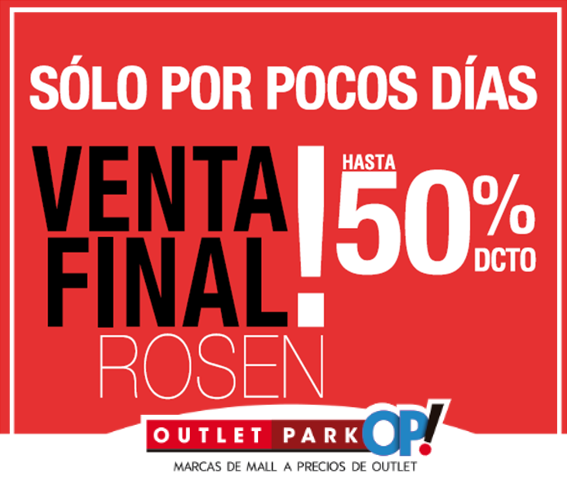 SÓLO POR POCOS DÍAS
VENTA
FINAL!
ROSEN
HASTA
50%
DCTO
OUTLET PARK OP!
MARCAS DE MALL A PRECIOS DE OUTLET